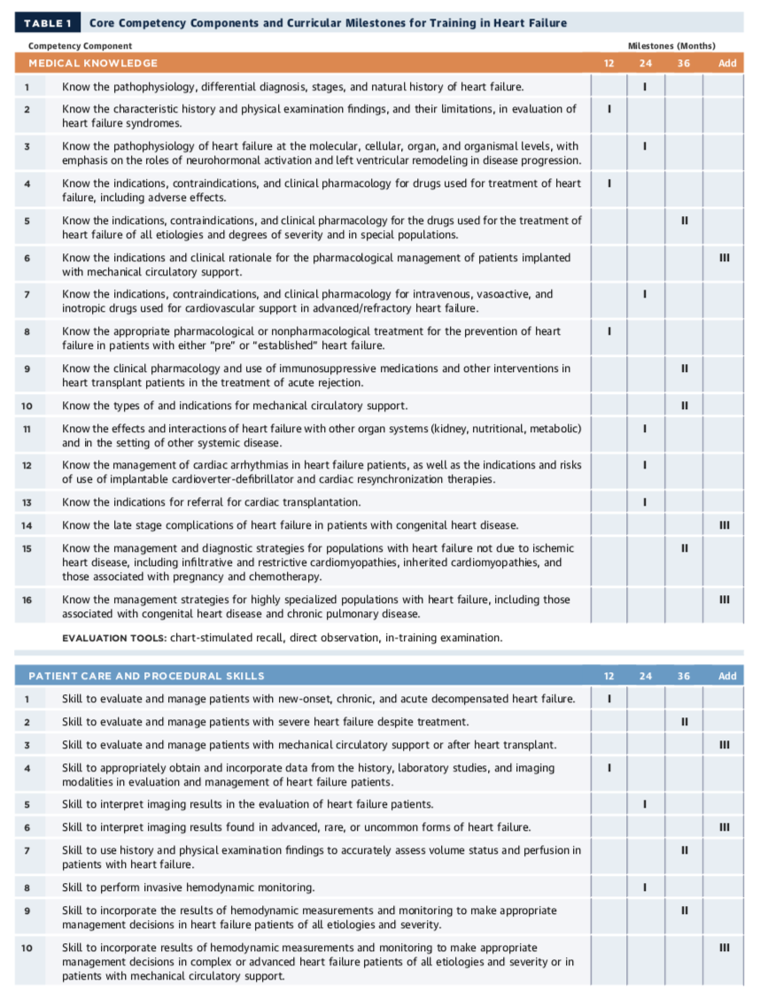 TABLE 1 Core Competency Components and Curricular Milestones for Training in Heart Failure
Competency Component Milestones (Months)
MEDICAL KNOWLEDGE 12 24 36 Add
1 Know the pathophysiology, differential diagnosis, stages, and natural history of heart failure. I
2 Know the characteristic history and physical examination findings, and their limitations, in evaluation of I
heart failure syndromes.
3 Know the pathophysiology of heart failure at the molecular, cellular, organ, and organismal levels, with I
emphasis on the roles of neurohormonal activation and left ventricular remodeling in disease progression.
4 Know the indications, contraindications, and clinical pharmacology for drugs used for treatment of heart I
failure, including adverse effects.
5 Know the indications, contraindications, and clinical pharmacology for the drugs used for the treatment of II
heart failure of all etiologies and degrees of severity and in special populations.
6 Know the indications and clinical rationale for the pharmacological management of patients implanted III
with mechanical circulatory support.
7 Know the indications, contraindications, and clinical pharmacology for intravenous, vasoactive, and I
inotropic drugs used for cardiovascular support in advanced/refractory heart failure.
8 Know the appropriate pharmacological or nonpharmacological treatment for the prevention of heart I
failure in patients with either “pre” or “established” heart failure.
9 Know the clinical pharmacology and use of immunosuppressive medications and other interventions in II
heart transplant patients in the treatment of acute rejection.
10 Know the types of and indications for mechanical circulatory support. II
11 Know the effects and interactions of heart failure with other organ systems (kidney, nutritional, metabolic) I
and in the setting of other systemic disease.
12 Know the management of cardiac arrhythmias in heart failure patients, as well as the indications and risks I
of use of implantable cardioverter-defibrillator and cardiac resynchronization therapies.
13 Know the indications for referral for cardiac transplantation. I
14 Know the late stage complications of heart failure in patients with congenital heart disease. III
15 Know the management and diagnostic strategies for populations with heart failure not due to ischemic II
heart disease, including infiltrative and restrictive cardiomyopathies, inherited cardiomyopathies, and
those associated with pregnancy and chemotherapy.
16 Know the management strategies for highly specialized populations with heart failure, including those III
associated with congenital heart disease and chronic pulmonary disease.
EVALUATION TOOLS: chart-stimulated recall, direct observation, in-training examination.
PATIENT CARE AND PROCEDURAL SKILLS 12 24 36 Add
1 Skill to evaluate and manage patients with new-onset, chronic, and acute decompensated heart failure. I
2 Skill to evaluate and manage patients with severe heart failure despite treatment. II
3 Skill to evaluate and manage patients with mechanical circulatory support or after heart transplant. III
4 Skill to appropriately obtain and incorporate data from the history, laboratory studies, and imaging I
modalities in evaluation and management of heart failure patients.
5 Skill to interpret imaging results in the evaluation of heart failure patients. I
6 Skill to interpret imaging results found in advanced, rare, or uncommon forms of heart failure. III
7 Skill to use history and physical examination findings to accurately assess volume status and perfusion in II
patients with heart failure.
8 Skill to perform invasive hemodynamic monitoring. I
9 Skill to incorporate the results of hemodynamic measurements and monitoring to make appropriate II
management decisions in heart failure patients of all etiologies and severity.
10 Skill to incorporate results of hemodynamic measurements and monitoring to make appropriate III
management decisions in complex or advanced heart failure patients of all etiologies and severity or in
patients with mechanical circulatory support.